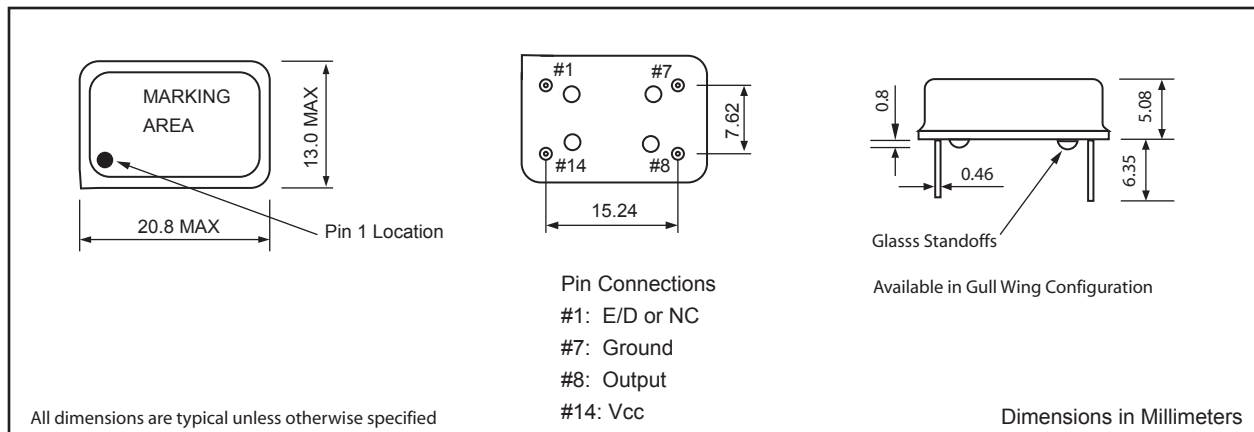 MARKING
AREA
13.0 MAX
20.8 MAX
Pin 1 Location
#1
#7
#14
#8
7.62
15.24
0.8
5.08
0.46
6.35
Glasss Standoffs
Available in Gull Wing Configuration
Pin Connections
#1: E/D or NC
#7: Ground
#8: Output
#14: Vcc
All dimensions are typical unless otherwise specified
Dimensions in Millimeters